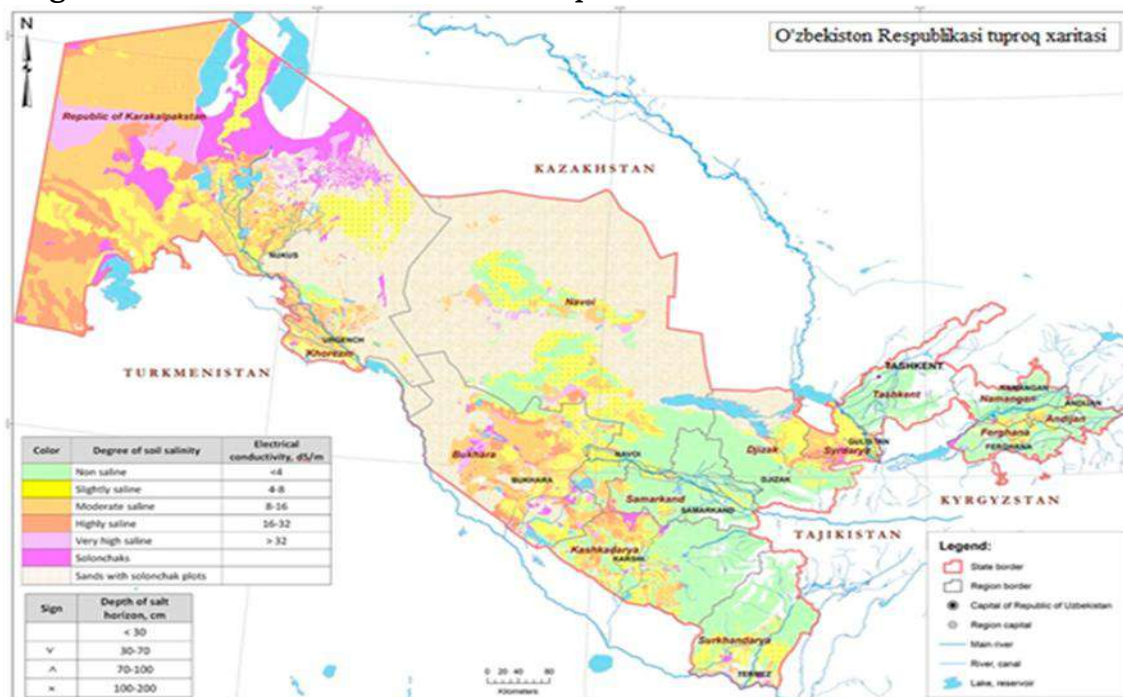 N
O'zbekiston Respublikasi tuproq xaritasi
Republic of Karakalpakstan
KAZAKHSTAN
NUKUS
Navoi
URGENCH
Khorezm
TURKMENISTAN
TASHKENT
Tashkent
NAMANGAN
Namangan
ANDIJAN
Andijan
Ferghana
FERGHANA
GULISTAN
Syrdarya
Djizak
DJIZAK
KYRGYZSTAN
Bukhara
BUKHARA
NAVOI
Samarkand
SAMARKAND
TAJIKISTAN
Kashkadarya
KARSHI
Surkhandarya
TERMEZ
Color Degree of soil salinity Electrical conductivity, dS/m
Non saline <4
Slightly saline 4-8
Moderate saline 8-16
Highly saline 16-32
Very high saline > 32
Solonchaks
Sands with solonchak plots
Sign Depth of salt horizon, cm
< 30
v 30-70
^ 70-100
× 100-200
0 20 40 80
Kilometers
Legend:
State border
Region border
Capital of Republic of Uzbekistan
Region capital
Main river
River, canal
Lake, reservoir